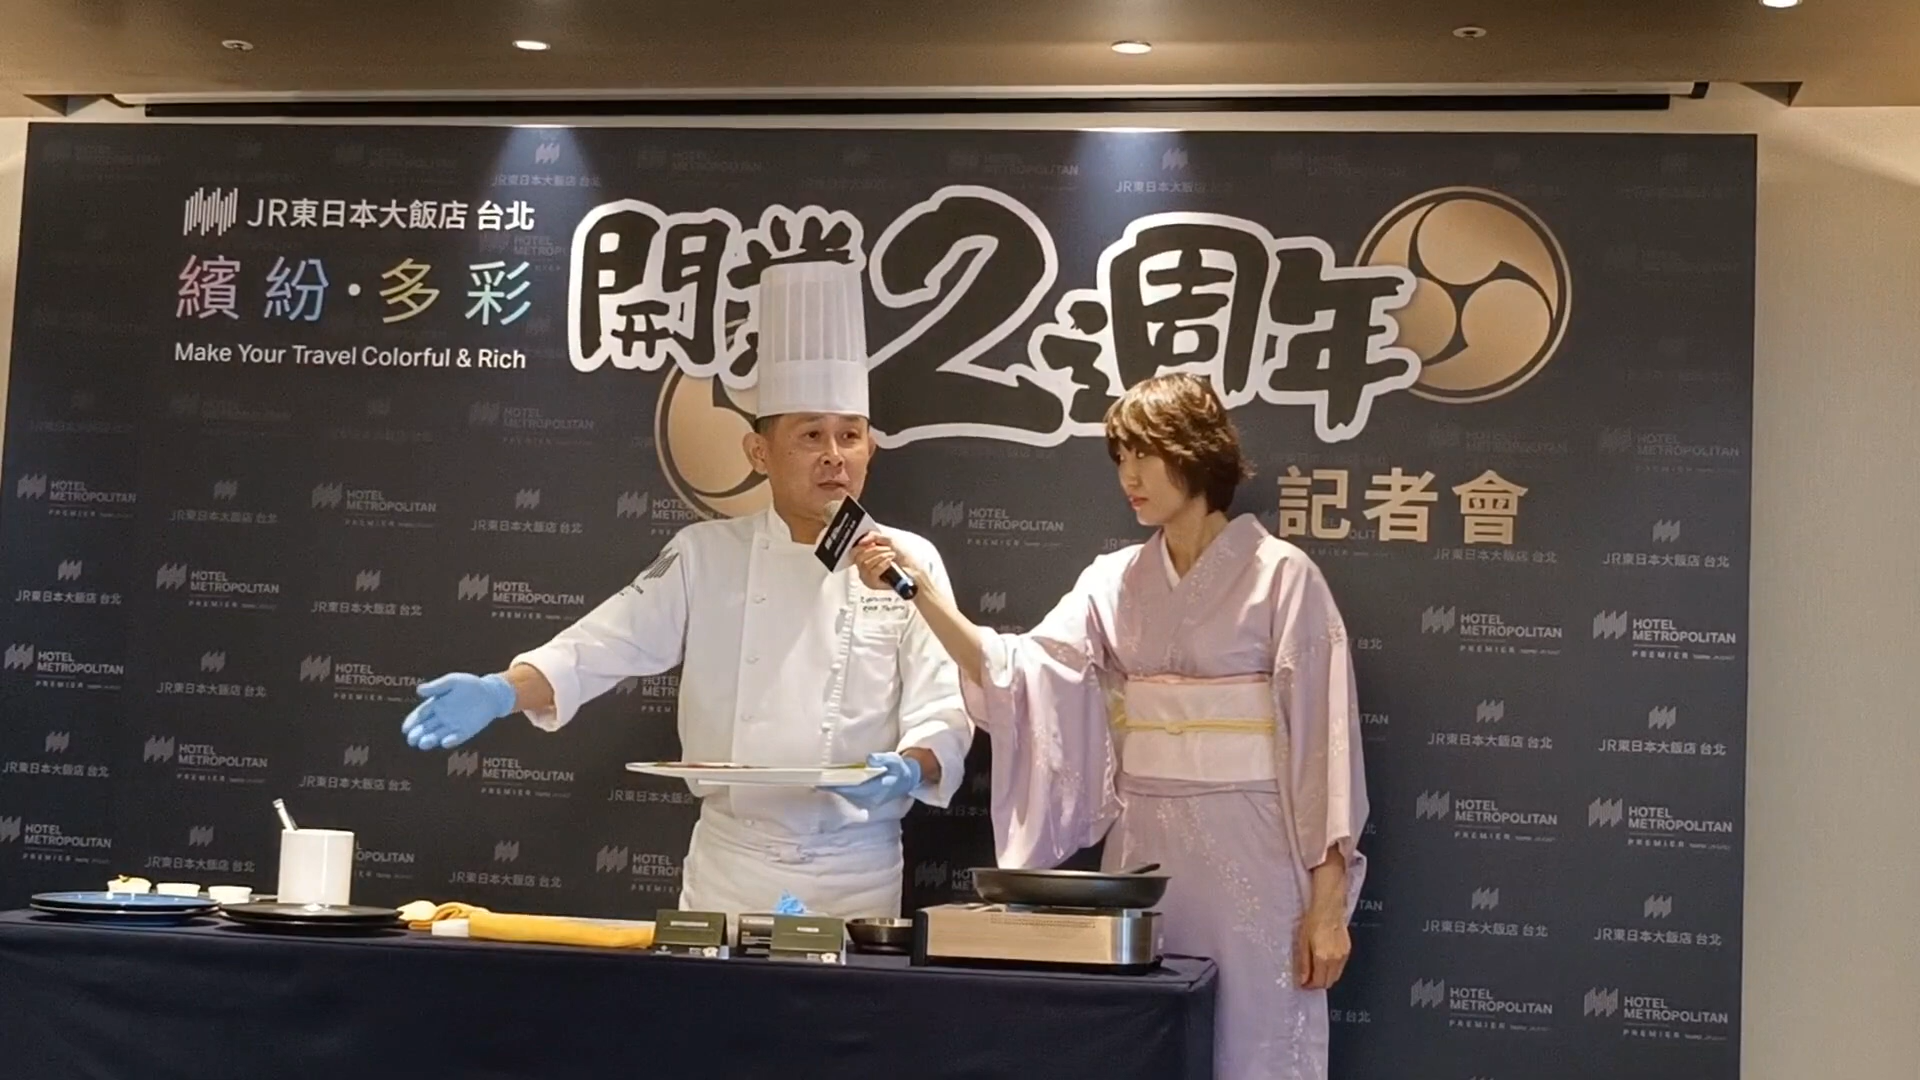 JR東日本大飯店 台北
繽紛·多彩
Make Your Travel Colorful & Rich
開業2週年
記者會
HOTEL METROPOLITAN
PREMIER
JR東日本大飯店 台北